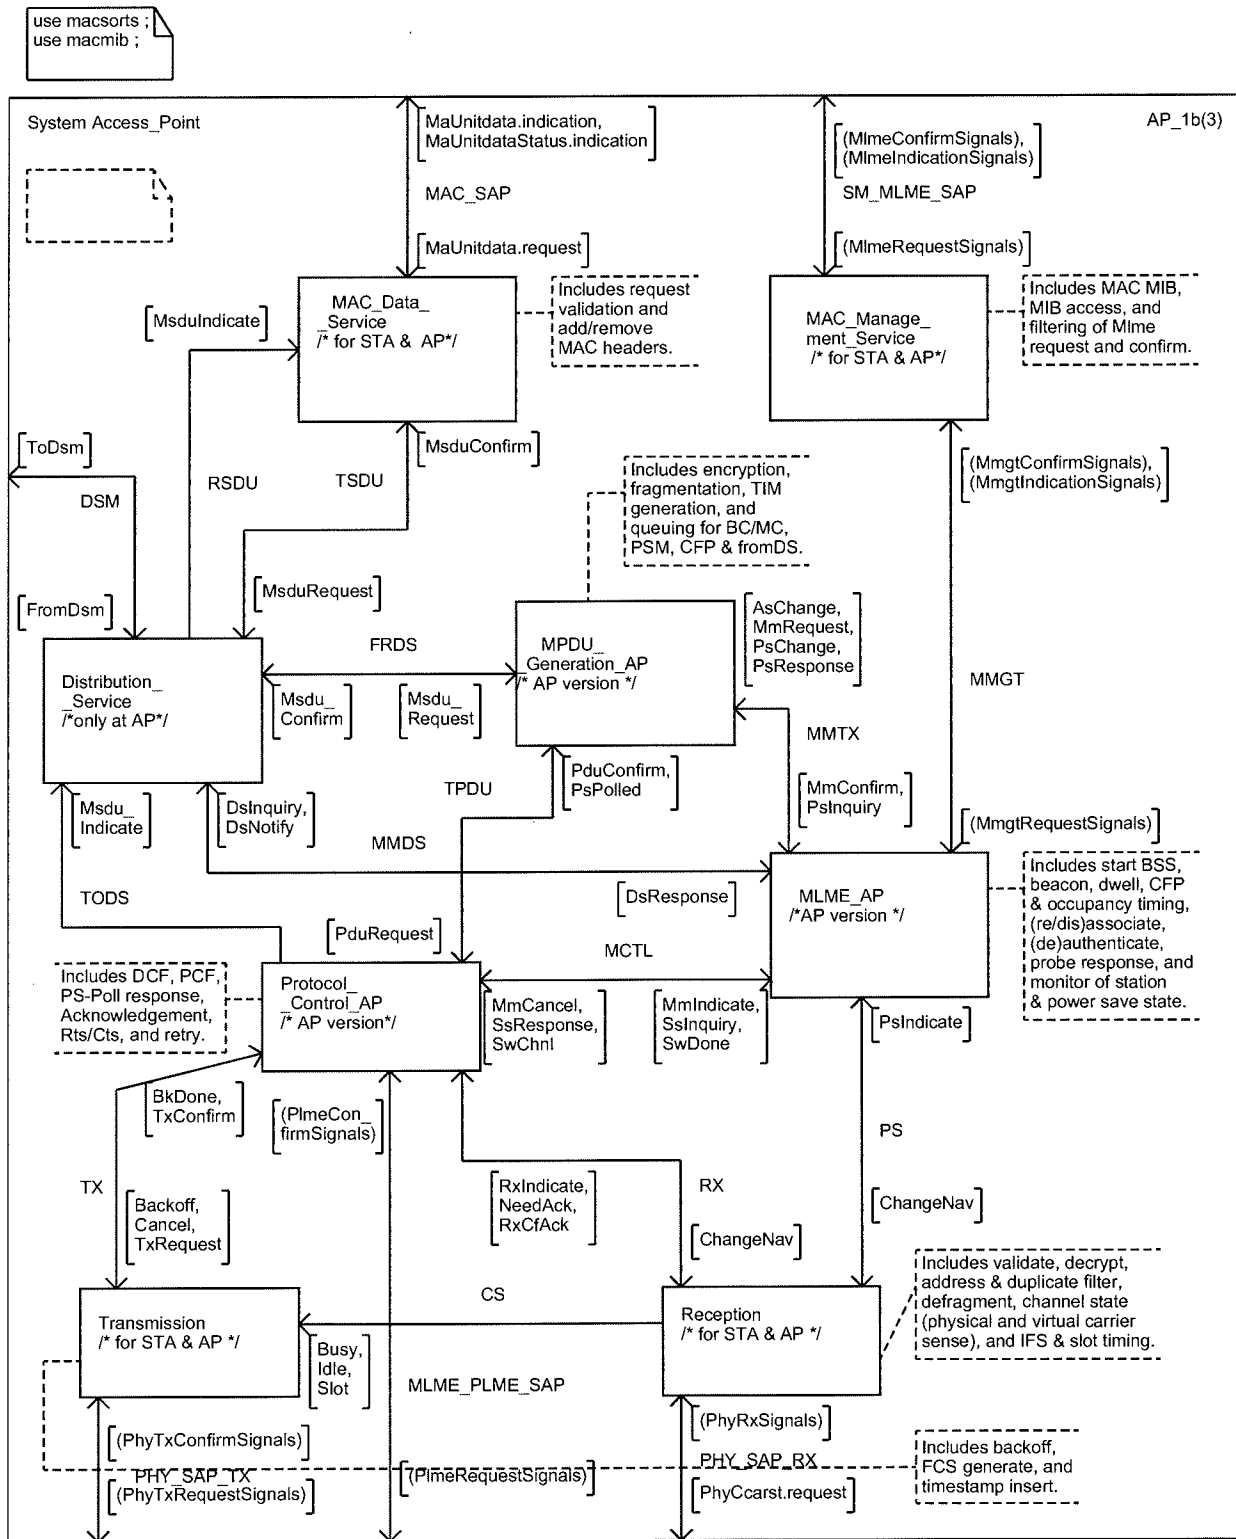 use macsorts ;
use macmib ;
System Access_Point
AP_1b(3)
MaUnitdata.indication,
MaUnitdataStatus.indication
(MlmeConfirmSignals),
(MlmeIndicationSignals)
MAC_SAP
SM_MLME_SAP
MaUnitdata.request
(MlmeRequestSignals)
MAC_Data_
_Service
/* for STA & AP*/
Includes request
validation and
add/remove
MAC headers.
MAC_Manage_
ment_Service
/* for STA & AP*/
Includes MAC MIB,
MIB access, and
filtering of Mlme
request and confirm.
MsduIndicate
ToDsm
DSM
RSDU
TSDU
MsduConfirm
Includes encryption,
fragmentation, TIM
generation, and
queuing for BC/MC,
PSM, CFP & fromDS.
(MmgtConfirmSignals),
(MmgtIndicationSignals)
FromDsm
MsduRequest
FRDS
Distribution_
_Service
/*only at AP*/
Msdu_
Confirm
Msdu_
Request
MPDU_
_Generation_AP
/* AP version */
AsChange,
MmRequest,
PsChange,
PsResponse
MMGT
MMTX
Msdu_
Indicate
DsInquiry,
DsNotify
TPDU
PduConfirm,
PsPolled
MmConfirm,
PsInquiry
MMDS
(MmgtRequestSignals)
TODS
DsResponse
MLME_AP
/*AP version */
Includes start BSS,
beacon, dwell, CFP
& occupancy timing,
(re/dis)associate,
(de)authenticate,
probe response, and
monitor of station
& power save state.
PduRequest
MCTL
Includes DCF, PCF,
PS-Poll response,
Acknowledgement,
Rts/Cts, and retry.
Protocol_
_Control_AP
/* AP version*/
MmCancel,
SsResponse,
SwChnl
MmIndicate,
SsInquiry,
SwDone
PsIndicate
BkDone,
TxConfirm
(PlmeCon_
firmSignals)
PS
TX
Backoff,
Cancel,
TxRequest
RxIndicate,
NeedAck,
RxCfAck
RX
ChangeNav
ChangeNav
CS
Transmission
/* for STA & AP */
Busy,
Idle,
Slot
Reception
/* for STA & AP */
Includes validate, decrypt,
address & duplicate filter,
defragment, channel state
(physical and virtual carrier
sense), and IFS & slot timing.
MLME_PLME_SAP
(PhyTxConfirmSignals)
PHY_SAP_TX
(PhyTxRequestSignals)
(PlmeRequestSignals)
(PhyRxSignals)
PHY_SAP_RX
PhyCcarst.request
Includes backoff,
FCS generate, and
timestamp insert.